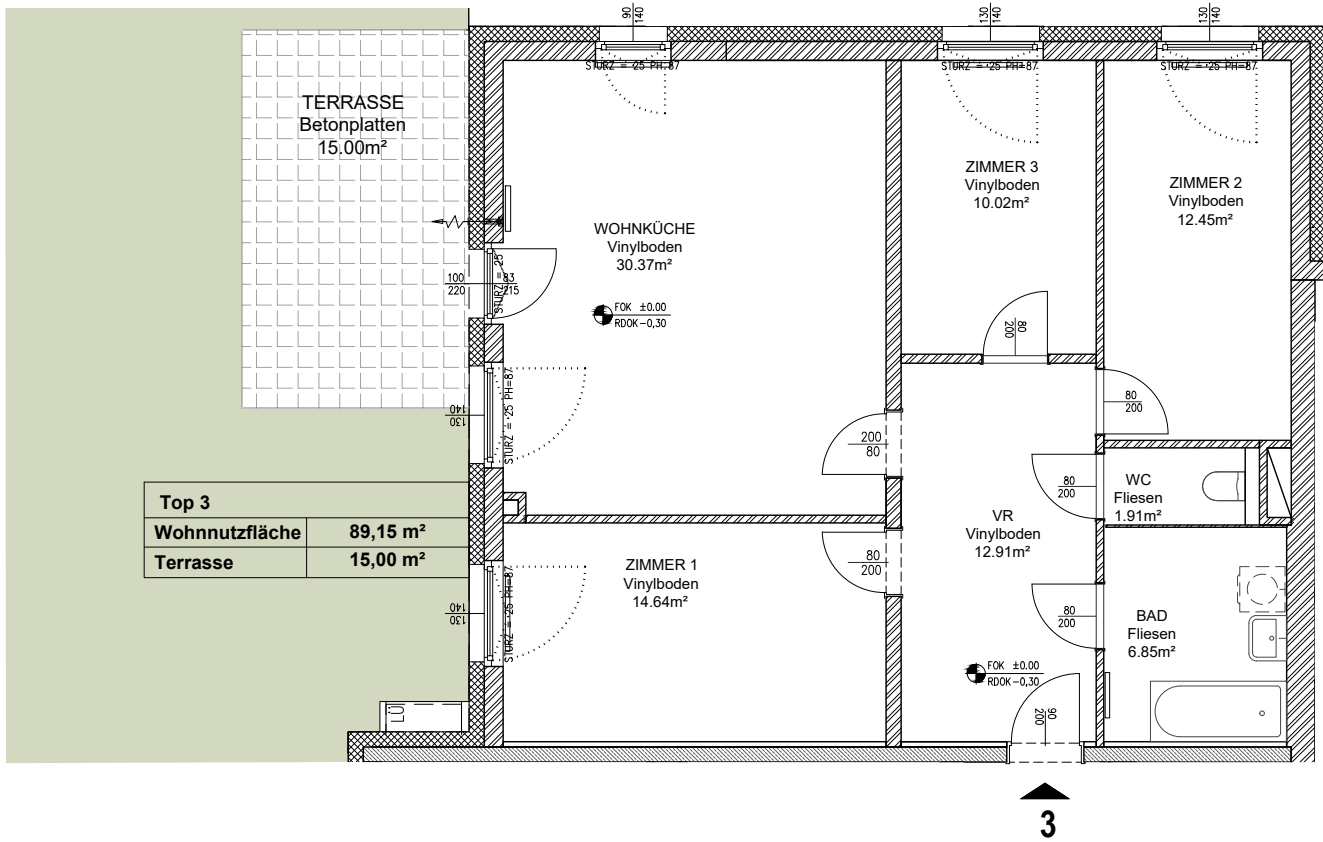 90
140
130
140
130
140
STURZ = -25 PH=87
STURZ = -25 PH=87
STURZ = -25 PH=87
TERRASSE
Betonplatten
15.00m²
WOHNKÜCHE
Vinylboden
30.37m²
ZIMMER 3
Vinylboden
10.02m²
ZIMMER 2
Vinylboden
12.45m²
100
220
83
215
STURZ = 25
FOK ±0.00
RDOK-0,30
80
200
140
130
STURZ = -25 PH=87
80
200
200
80
80
200
WC
Fliesen
1.91m²
Top 3
Wohnnutzfläche 89,15 m²
Terrasse 15,00 m²
VR
Vinylboden
12.91m²
ZIMMER 1
Vinylboden
14.64m²
80
200
140
130
STURZ = -25 PH=87
80
200
BAD
Fliesen
6.85m²
FOK ±0.00
RDOK-0,30
LÜ
90
200
3